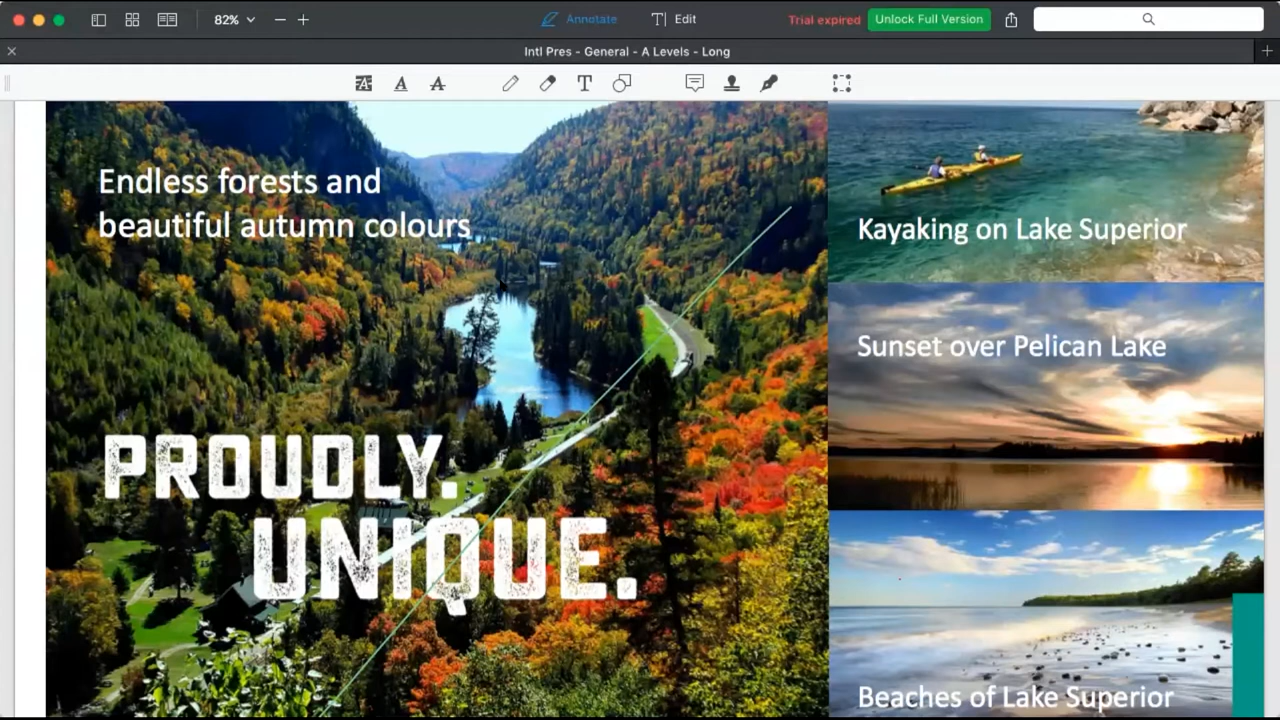 82%
Annotate
Edit
Trial expired
Unlock Full Version
Intl Pres - General - A Levels - Long
Endless forests and
beautiful autumn colours
PROUDLY.
UNIQUE.
Kayaking on Lake Superior
Sunset over Pelican Lake
Beaches of Lake Superior